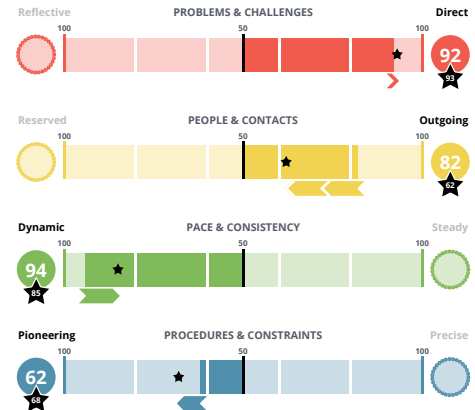 Reflective PROBLEMS & CHALLENGES Direct
100 50 100
92
93
Reserved PEOPLE & CONTACTS Outgoing
100 50 100
82
62
Dynamic PACE & CONSISTENCY Steady
100 50 100
94
85
Pioneering PROCEDURES & CONSTRAINTS Precise
100 50 100
62
68